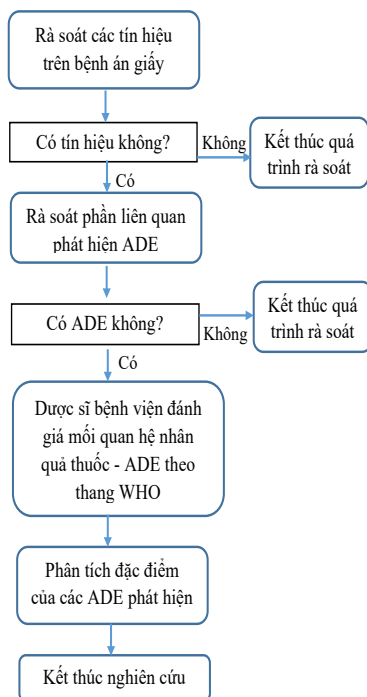 Rà soát các tín hiệu
trên bệnh án giấy
Có tín hiệu không?
Không
Kết thúc quá
trình rà soát
Có
Rà soát phần liên quan
phát hiện ADE
Có ADE không?
Không
Kết thúc quá
trình rà soát
Có
Dược sĩ bệnh viện đánh
giá mối quan hệ nhân
quả thuốc - ADE theo
thang WHO
Phân tích đặc điểm
của các ADE phát hiện
Kết thúc nghiên cứu